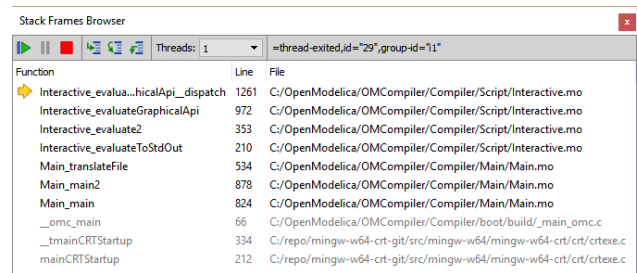 Stack Frames Browser x
Threads: 1 =thread-exited,id="29",group-id="i1"
Function Line File
Interactive_evalua...hicalApi__dispatch 1261 C:/OpenModelica/OMCompiler/Compiler/Script/Interactive.mo
Interactive_evaluateGraphicalApi 972 C:/OpenModelica/OMCompiler/Compiler/Script/Interactive.mo
Interactive_evaluate2 353 C:/OpenModelica/OMCompiler/Compiler/Script/Interactive.mo
Interactive_evaluateToStdOut 210 C:/OpenModelica/OMCompiler/Compiler/Script/Interactive.mo
Main_translateFile 534 C:/OpenModelica/OMCompiler/Compiler/Main/Main.mo
Main_main2 878 C:/OpenModelica/OMCompiler/Compiler/Main/Main.mo
Main_main 824 C:/OpenModelica/OMCompiler/Compiler/Main/Main.mo
__omc_main 66 C:/OpenModelica/OMCompiler/Compiler/boot/build/_main_omc.c
__tmainCRTStartup 334 C:/repo/mingw-w64-crt-git/src/mingw-w64/mingw-w64-crt/crt/crtexe.c
mainCRTStartup 212 C:/repo/mingw-w64-crt-git/src/mingw-w64/mingw-w64-crt/crt/crtexe.c